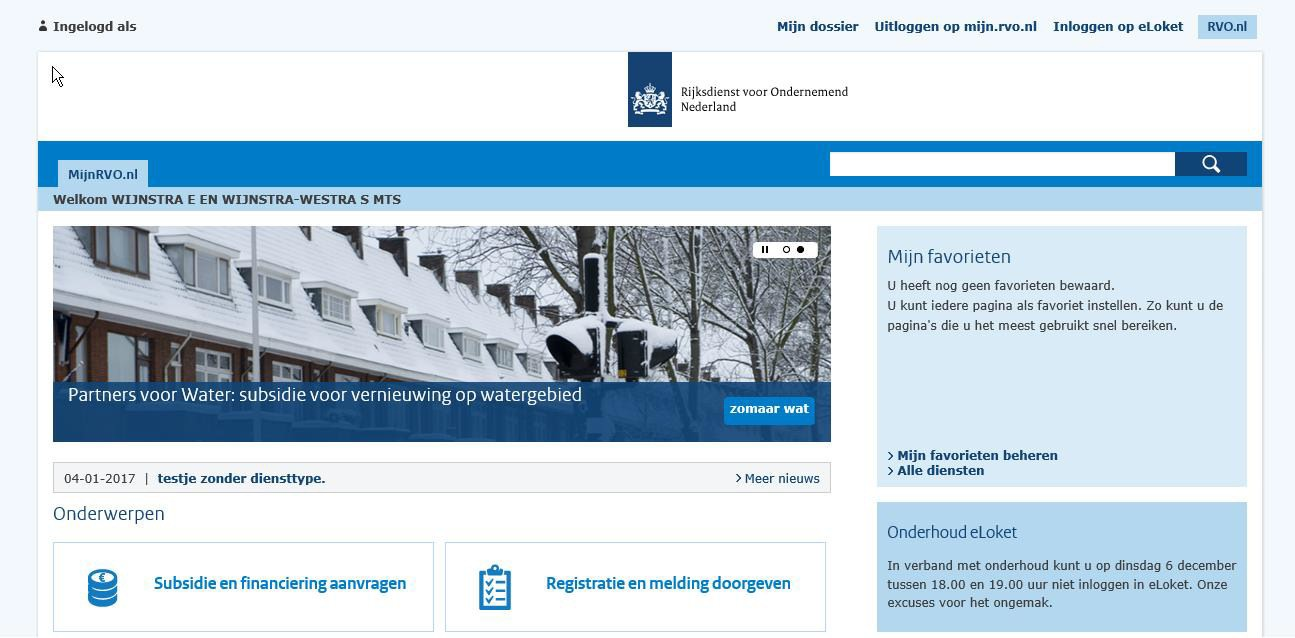 Ingelogd als
Mijn dossier Uitloggen op mijn.rvo.nl Inloggen op eLoket RVO.nl
Rijksdienst voor Ondernemend
Nederland
MijnRVO.nl
Welkom WIJNSTRA E EN WIJNSTRA-WESTRA S MTS
Partners voor Water: subsidie voor vernieuwing op watergebied
zomaar wat
04-01-2017 | testje zonder diensttype.
Meer nieuws
Onderwerpen
Subsidie en financiering aanvragen
Registratie en melding doorgeven
Mijn favorieten
U heeft nog geen favorieten bewaard.
U kunt iedere pagina als favoriet instellen. Zo kunt u de
pagina's die u het meest gebruikt snel bereiken.
Mijn favorieten beheren
Alle diensten
Onderhoud eLoket
In verband met onderhoud kunt u op dinsdag 6 december
tussen 18.00 en 19.00 uur niet inloggen in eLoket. Onze
excuses voor het ongemak.